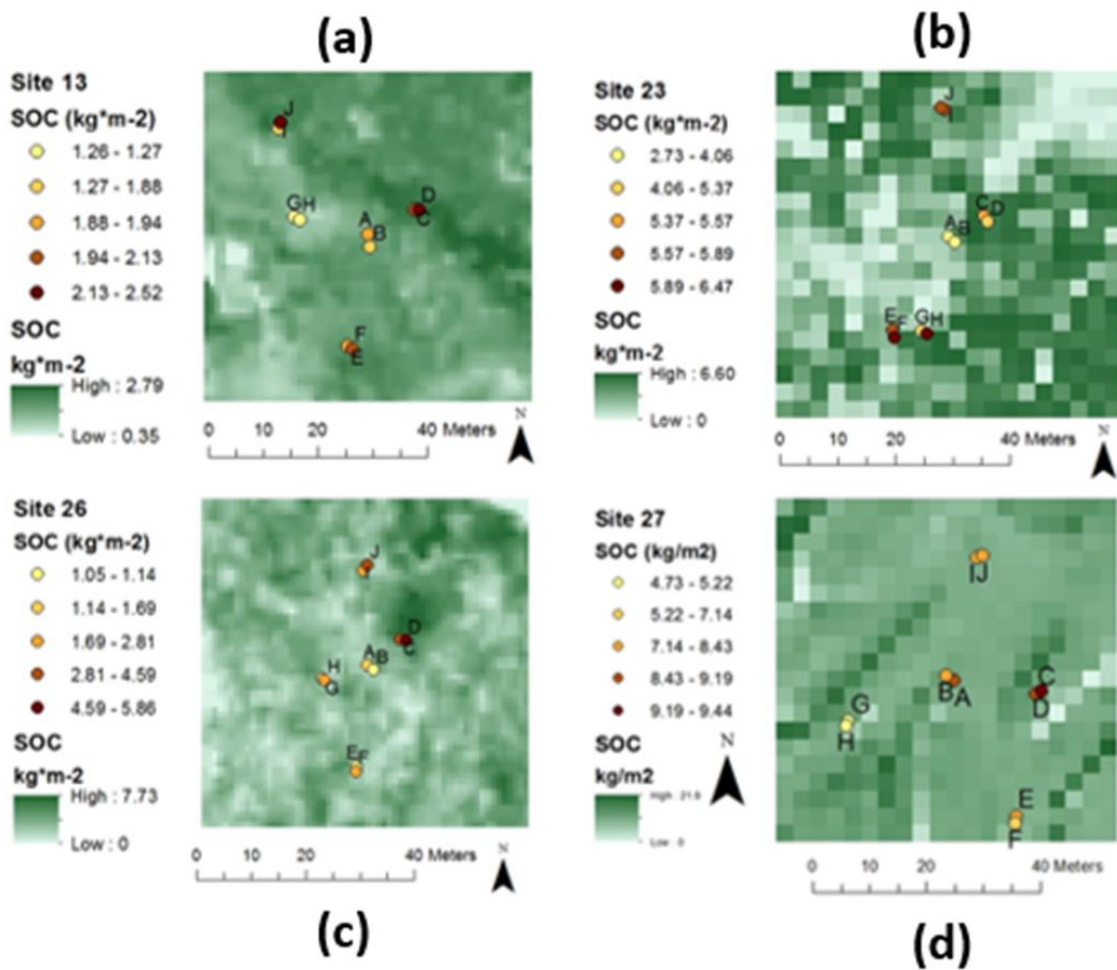 (a)
Site 13
SOC (kg*m-2)
1.26 - 1.27
1.27 - 1.88
1.88 - 1.94
1.94 - 2.13
2.13 - 2.52
SOC
kg*m-2
High : 2.79
Low : 0.35
J
I
GH
D
C
A
B
F
E
0 10 20 40 Meters
N
(b)
Site 23
SOC (kg*m-2)
2.73 - 4.06
4.06 - 5.37
5.37 - 5.57
5.57 - 5.89
5.89 - 6.47
SOC
kg*m-2
High : 6.60
Low : 0
J
I
C D
A B
E F
G H
0 10 20 40 Meters
N
Site 26
SOC (kg*m-2)
1.05 - 1.14
1.14 - 1.69
1.69 - 2.81
2.81 - 4.59
4.59 - 5.86
SOC
kg*m-2
High : 7.73
Low : 0
J
D
C
A B
H
G
E F
0 10 20 40 Meters
N
(c)
Site 27
SOC (kg/m2)
4.73 - 5.22
5.22 - 7.14
7.14 - 8.43
8.43 - 9.19
9.19 - 9.44
SOC
kg/m2
Low : 0
N
IJ
B A
C
D
G
H
E
F
0 10 20 40 Meters
(d)